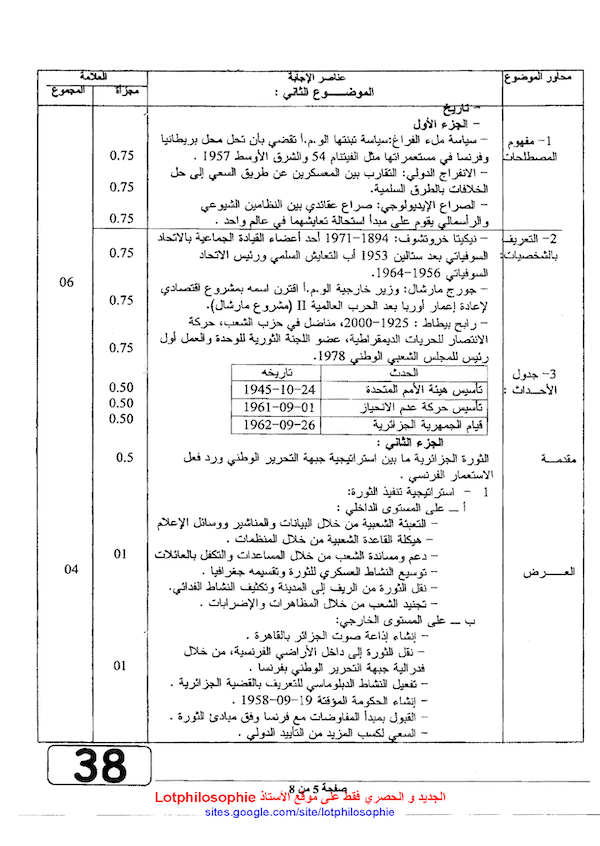 محاور الموضوع
عناصر الإجابة
العلامة
الموضـــــوع الثاني :
مجزأة
المجموع
- تاريخ
- الجزء الأول
1- مفهوم
المصطلحات
- سياسة ملء الفراغ:سياسة تبنتها الو.م.أ تقضي بأن تحل محل بريطانيا
وفرنسا في مستعمراتها مثل الفيتنام 54 والشرق الأوسط 1957 .
0.75
- الانفراج الدولي: التقارب بين المعسكرين عن طريق السعي إلى حل
الخلافات بالطرق السلمية.
0.75
- الصراع الإيديولوجي: صراع عقائدي بين النظامين الشيوعي
والرأسمالي يقوم على مبدأ استحالة تعايشهما في عالم واحد .
0.75
2- التعريف
بالشخصيات:
- نيكيتا خروتشوف: 1894-1971 أحد أعضاء القيادة الجماعية بالاتحاد
السوفياتي بعد ستالين 1953 أب التعايش السلمي ورئيس الاتحاد
السوفياتي 1956-1964.
0.75
06
- جورج مارشال: وزير خارجية الو.م.أ اقترن اسمه بمشروع اقتصادي
لإعادة إعمار أوربا بعد الحرب العالمية II (مشروع مارشال).
0.75
- رابح بيطاط : 1925-2000، مناضل في حزب الشعب، حركة
الانتصار للحريات الديمقراطية، عضو اللجنة الثورية للوحدة والعمل أول
رئيس للمجلس الشعبي الوطني 1978.
0.75
3- جدول
الأحـداث :
الحدث
تاريخه
تأسيس هيئة الأمم المتحدة
24-10-1945
0.50
تأسيس حركة عدم الانحياز
01-09-1961
0.50
قيام الجمهرية الجزائرية
26-09-1962
0.50
الجزء الثاني :
مقدمـــة
الثورة الجزائرية ما بين استراتيجية جبهة التحرير الوطني ورد فعل
الاستعمار الفرنسي .
0.5
1 - استراتيجية تنفيذ الثورة:
أ ــ على المستوى الداخلي :
- التعبئة الشعبية من خلال البيانات والمناشير ووسائل الإعلام
- هيكلة القاعدة الشعبية من خلال المنظمات .
- دعم ومساندة الشعب من خلال المساعدات والتكفل بالعائلات
01
العـــرض
- توسيع النشاط العسكري للثورة وتقسيمه جغرافيا .
04
- نقل الثورة من الريف إلى المدينة وتكثيف النشاط الفدائي.
- تجنيد الشعب من خلال المظاهرات والإضرابات .
ب ــ على المستوى الخارجي:
- إنشاء إذاعة صوت الجزائر بالقاهرة .
- نقل الثورة إلى داخل الأراضي الفرنسية، من خلال
فدرالية جبهة التحرير الوطني بفرنسا .
01
- تفعيل النشاط الدبلوماسي للتعريف بالقضية الجزائرية .
- إنشاء الحكومة المؤقتة 19-09-1958 .
- القبول بمبدأ المفاوضات مع فرنسا وفق مبادئ الثورة .
- السعي لكسب المزيد من التأييد الدولي .
38
صفحة 5 من 8
الجديد و الحصري فقط على موقع الأستاذ Lotphilosophie
sites.google.com/site/lotphilosophie